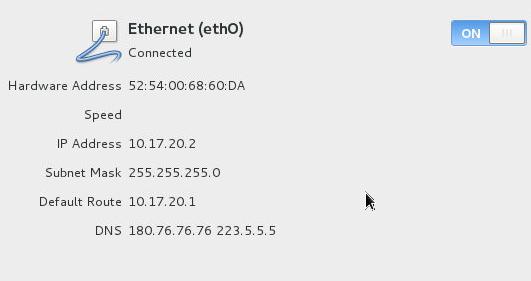 Ethernet (eth0)
ON
Connected
Hardware Address 52:54:00:68:60:DA
Speed
IP Address 10.17.20.2
Subnet Mask 255.255.255.0
Default Route 10.17.20.1
DNS 180.76.76.76 223.5.5.5